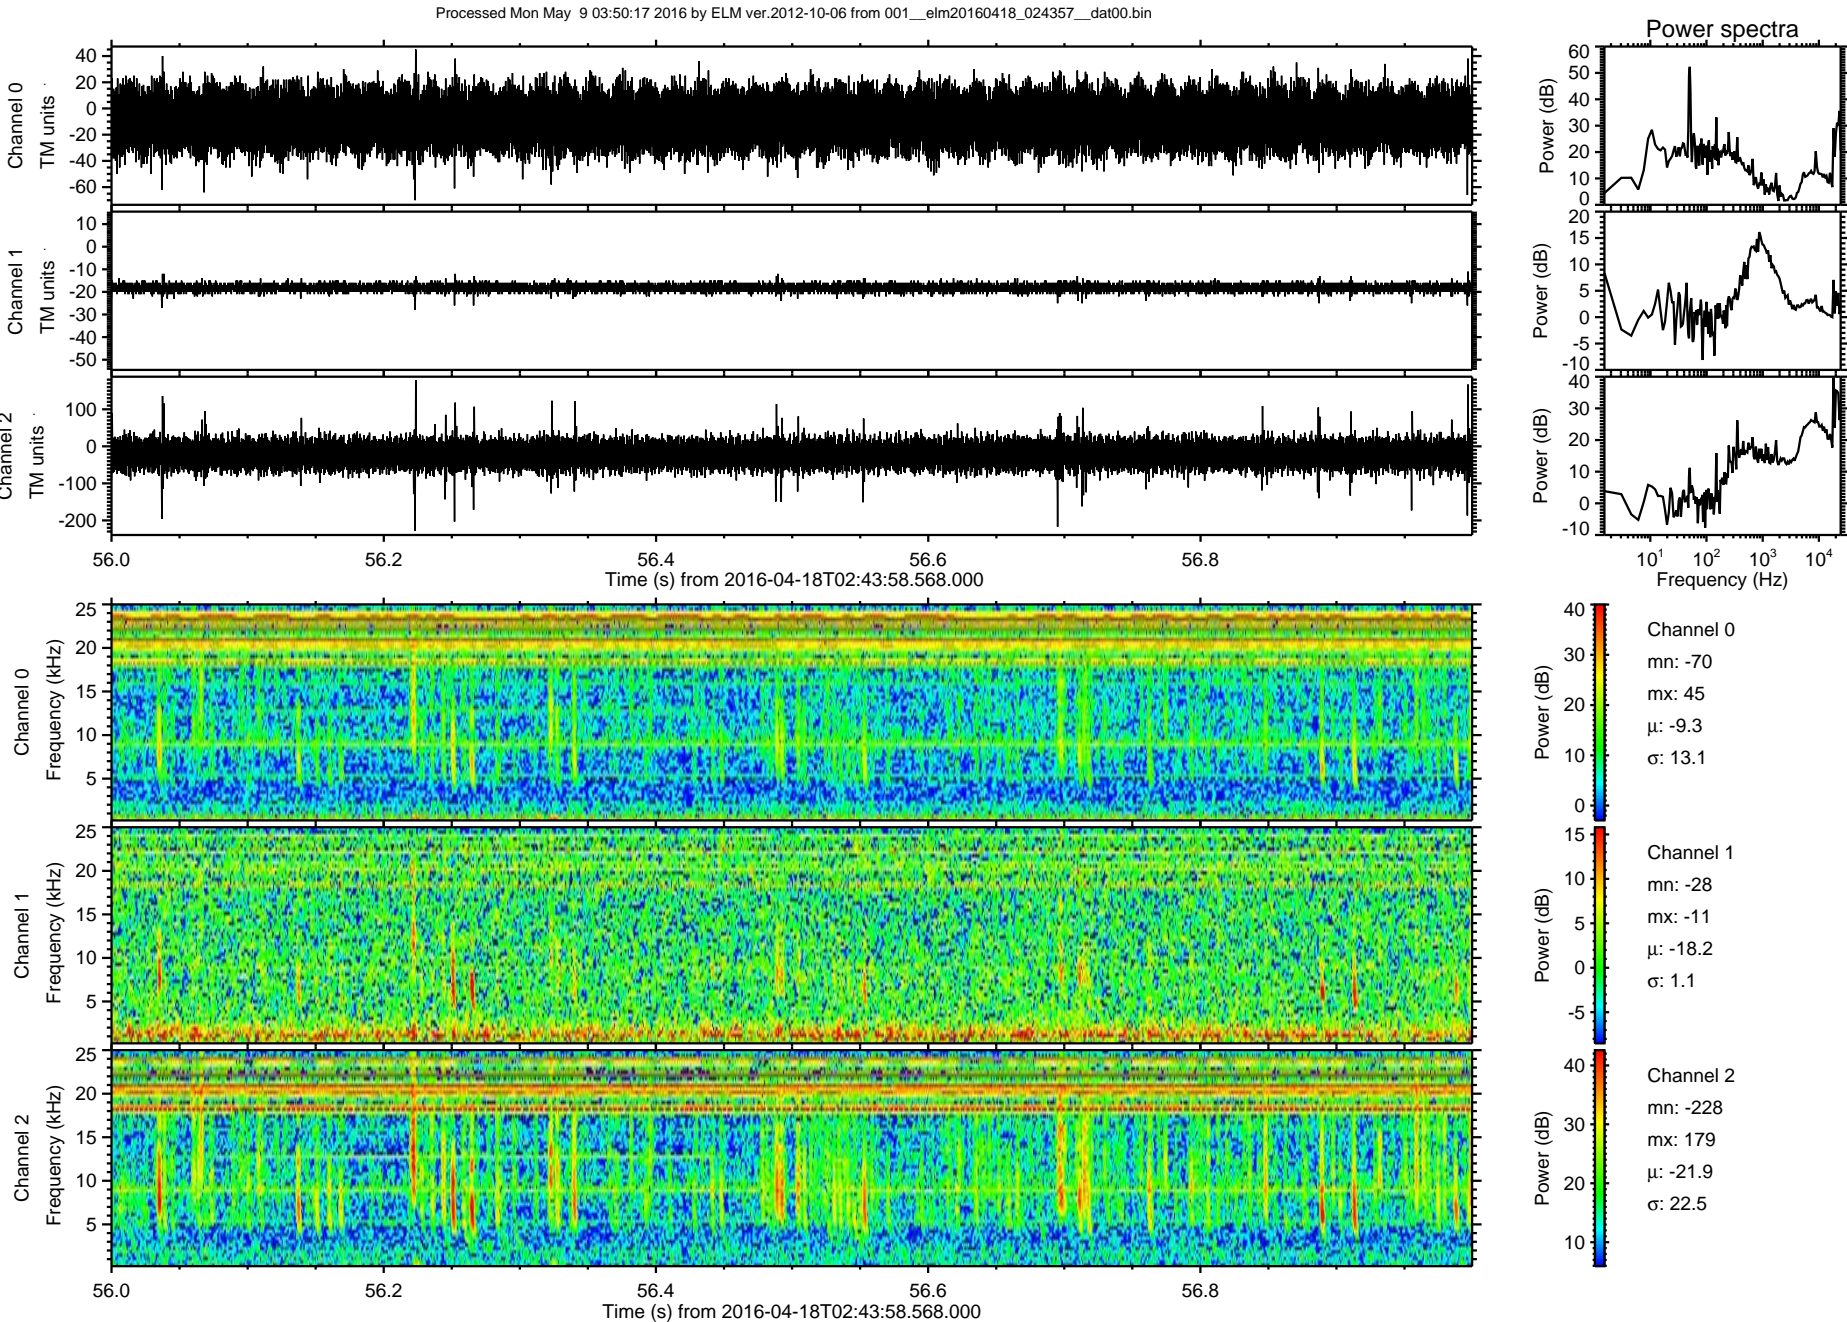 Processed Mon May  9 03:50:17 2016 by ELM ver.2012-10-06 from 001__elm20160418_024357__dat00.bin
Power spectra
Channel 0
TM units
40
20
0
-20
-40
-60
Power (dB)
60
50
40
30
20
10
0
Channel 1
TM units
10
0
-10
-20
-30
-40
-50
Power (dB)
20
15
10
5
0
-5
-10
Channel 2
TM units
100
0
-100
-200
Power (dB)
40
30
20
10
0
-10
56.0 56.2 56.4 56.6 56.8
Time (s) from 2016-04-18T02:43:58.568.000
10^1 10^2 10^3 10^4
Frequency (Hz)
Channel 0
Frequency (kHz)
25
20
15
10
5
Power (dB)
40
30
20
10
0
Channel 0
mn: -70
mx: 45
μ: -9.3
σ: 13.1
Channel 1
Frequency (kHz)
25
20
15
10
5
Power (dB)
15
10
5
0
-5
Channel 1
mn: -28
mx: -11
μ: -18.2
σ: 1.1
Channel 2
Frequency (kHz)
25
20
15
10
5
Power (dB)
40
30
20
10
Channel 2
mn: -228
mx: 179
μ: -21.9
σ: 22.5
56.0 56.2 56.4 56.6 56.8
Time (s) from 2016-04-18T02:43:58.568.000